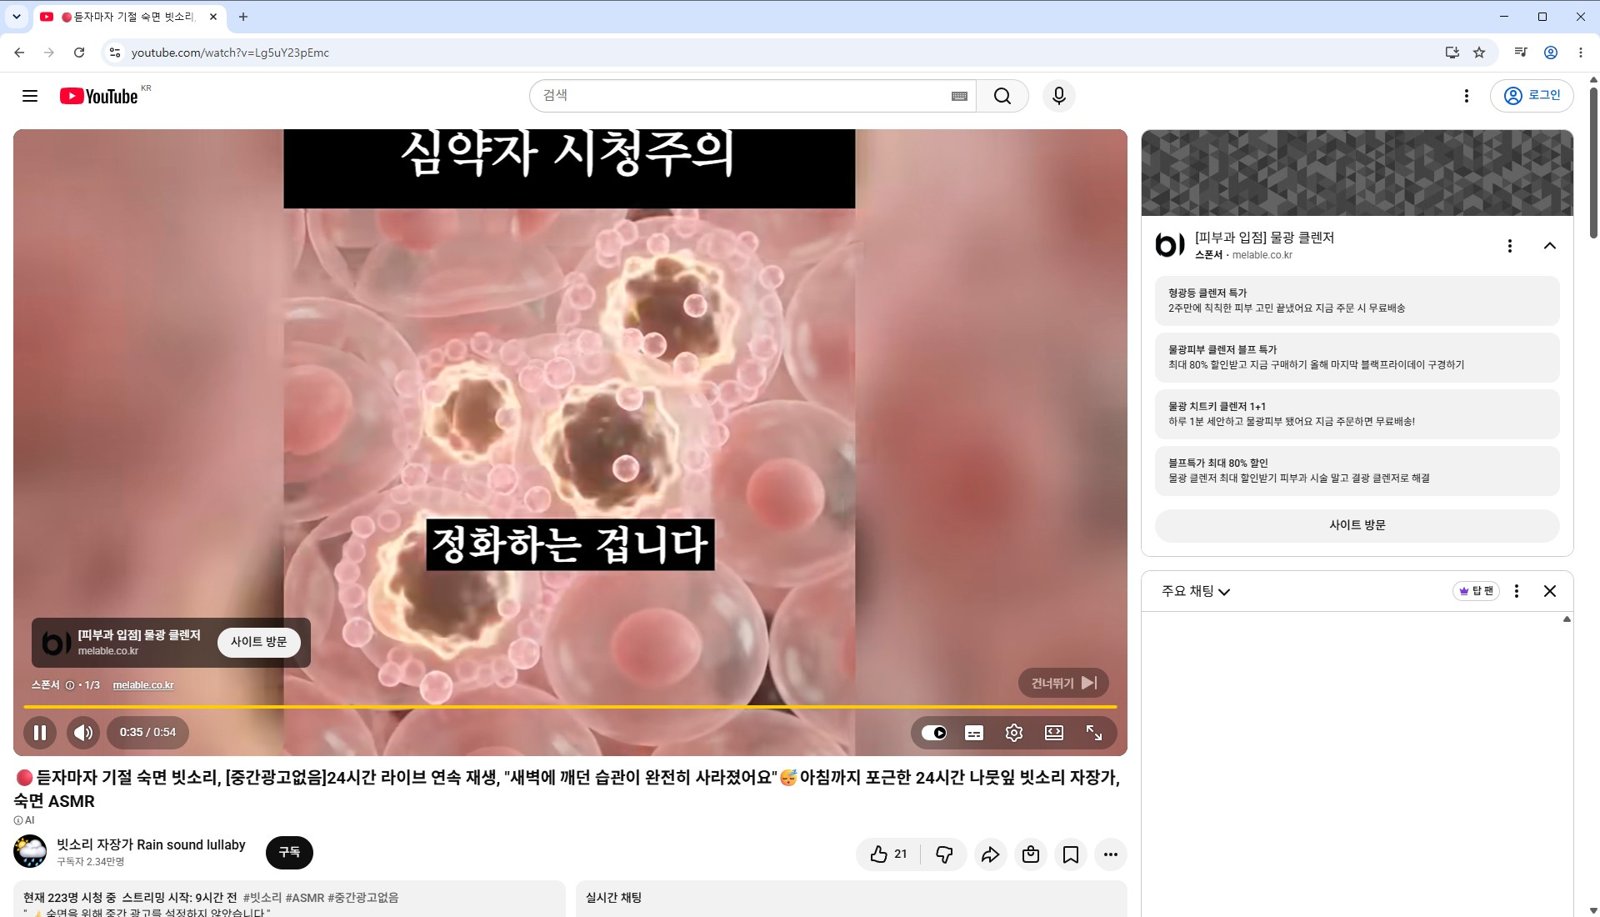 🔴듣자마자 기절 숙면 빗소리,
youtube.com/watch?v=Lg5uY23pEmc
YouTube KR
검색
로그인
심약자 시청주의
정화하는 겁니다
[피부과 입점] 물광 클렌저
melable.co.kr
사이트 방문
스폰서 · 1/3 melable.co.kr
건너뛰기
0:35 / 0:54
🔴듣자마자 기절 숙면 빗소리, [중간광고없음]24시간 라이브 연속 재생, "새벽에 깨던 습관이 완전히 사라졌어요"😴아침까지 포근한 24시간 나뭇잎 빗소리 자장가,
숙면 ASMR
AI
빗소리 자장가 Rain sound lullaby
구독자 2.34만명
구독
21
현재 223명 시청 중 스트리밍 시작: 9시간 전 #빗소리 #ASMR #중간광고없음
" 숙면을 위해 중간 광고를 설정하지 않았습니다 "
실시간 채팅
[피부과 입점] 물광 클렌저
스폰서 · melable.co.kr
형광등 클렌저 특가
2주만에 칙칙한 피부 고민 끝냈어요 지금 주문 시 무료배송
물광피부 클렌저 블프 특가
최대 80% 할인받고 지금 구매하기 올해 마지막 블랙프라이데이 구경하기
물광 치트키 클렌저 1+1
하루 1분 세안하고 물광피부 됐어요 지금 주문하면 무료배송!
블프특가 최대 80% 할인
물광 클렌저 최대 할인받기 피부과 시술 말고 결광 클렌저로 해결
사이트 방문
주요 채팅
탑 팬